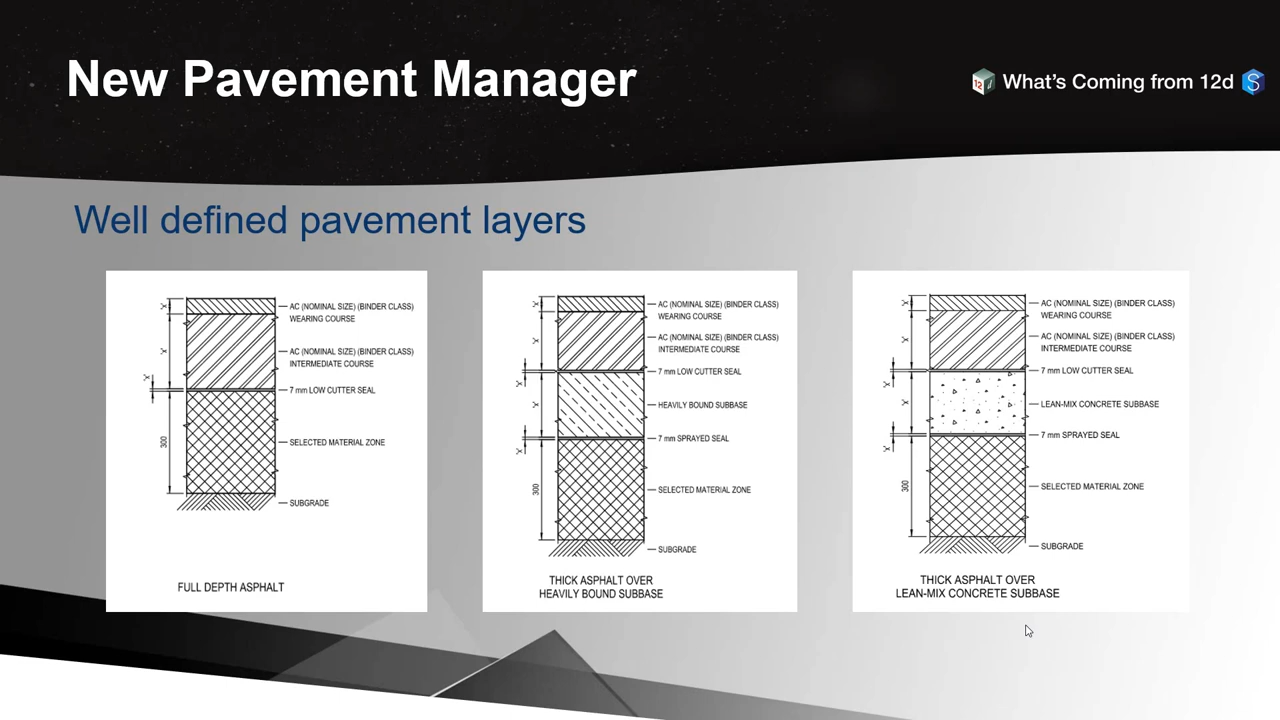 New Pavement Manager
What's Coming from 12d
Well defined pavement layers
'X'
AC (NOMINAL SIZE) (BINDER CLASS)
WEARING COURSE
'X'
AC (NOMINAL SIZE) (BINDER CLASS)
INTERMEDIATE COURSE
'X'
7 mm LOW CUTTER SEAL
300
SELECTED MATERIAL ZONE
SUBGRADE
FULL DEPTH ASPHALT
'X'
AC (NOMINAL SIZE) (BINDER CLASS)
WEARING COURSE
'X'
AC (NOMINAL SIZE) (BINDER CLASS)
INTERMEDIATE COURSE
'X'
7 mm LOW CUTTER SEAL
'X'
HEAVILY BOUND SUBBASE
'X'
7 mm SPRAYED SEAL
300
SELECTED MATERIAL ZONE
SUBGRADE
THICK ASPHALT OVER
HEAVILY BOUND SUBBASE
'X'
AC (NOMINAL SIZE) (BINDER CLASS)
WEARING COURSE
'X'
AC (NOMINAL SIZE) (BINDER CLASS)
INTERMEDIATE COURSE
'X'
7 mm LOW CUTTER SEAL
'X'
LEAN-MIX CONCRETE SUBBASE
'X'
7 mm SPRAYED SEAL
300
SELECTED MATERIAL ZONE
SUBGRADE
THICK ASPHALT OVER
LEAN-MIX CONCRETE SUBBASE